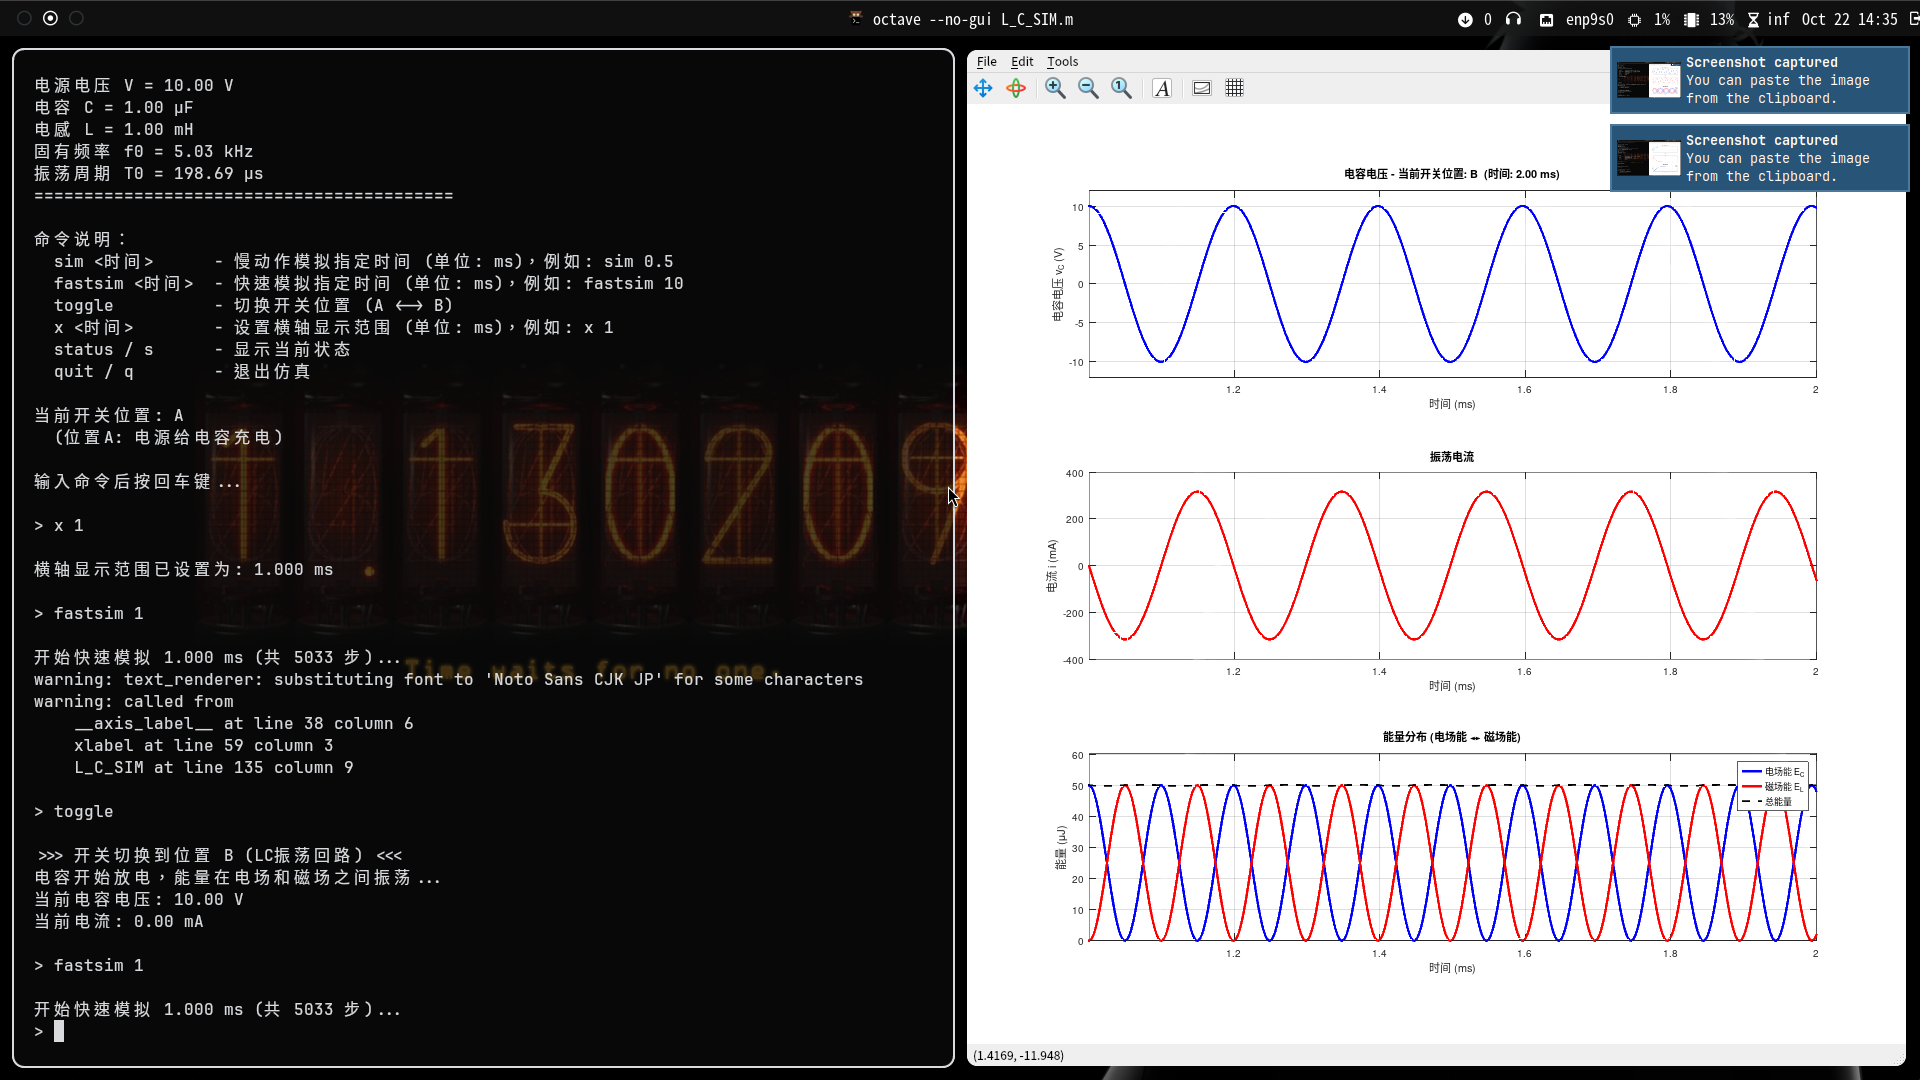 octave --no-gui L_C_SIM.m
0 enp9s0 1% 13% inf Oct 22 14:35
电源电压 V = 10.00 V
电容 C = 1.00 μF
电感 L = 1.00 mH
固有频率 f0 = 5.03 kHz
振荡周期 T0 = 198.69 μs
==========================================
命令说明：
sim <时间> - 慢动作模拟指定时间 (单位: ms)，例如: sim 0.5
fastsim <时间> - 快速模拟指定时间 (单位: ms)，例如: fastsim 10
toggle - 切换开关位置 (A <-> B)
x <时间> - 设置横轴显示范围 (单位: ms)，例如: x 1
status / s - 显示当前状态
quit / q - 退出仿真
当前开关位置: A
(位置A: 电源给电容充电)
输入命令后按回车键...
> x 1
横轴显示范围已设置为: 1.000 ms
> fastsim 1
开始快速模拟 1.000 ms (共 5033 步)...
Time waits for no one.
warning: text_renderer: substituting font to 'Noto Sans CJK JP' for some characters
warning: called from
__axis_label__ at line 38 column 6
xlabel at line 59 column 3
L_C_SIM at line 135 column 9
> toggle
>>> 开关切换到位置 B (LC振荡回路) <<<
电容开始放电，能量在电场和磁场之间振荡...
当前电容电压: 10.00 V
当前电流: 0.00 mA
> fastsim 1
开始快速模拟 1.000 ms (共 5033 步)...
>
File Edit Tools
A
Screenshot captured
You can paste the image
from the clipboard.
Screenshot captured
You can paste the image
from the clipboard.
电容电压 - 当前开关位置: B (时间: 2.00 ms)
电容电压 v_C (V)
10
5
0
-5
-10
1.2 1.4 1.6 1.8 2
时间 (ms)
振荡电流
电流 i (mA)
400
200
0
-200
-400
1.2 1.4 1.6 1.8 2
时间 (ms)
能量分布 (电场能 ↔ 磁场能)
能量 (μJ)
60
50
40
30
20
10
0
电场能 E_C
磁场能 E_L
总能量
1.2 1.4 1.6 1.8 2
时间 (ms)
(1.4169, -11.948)